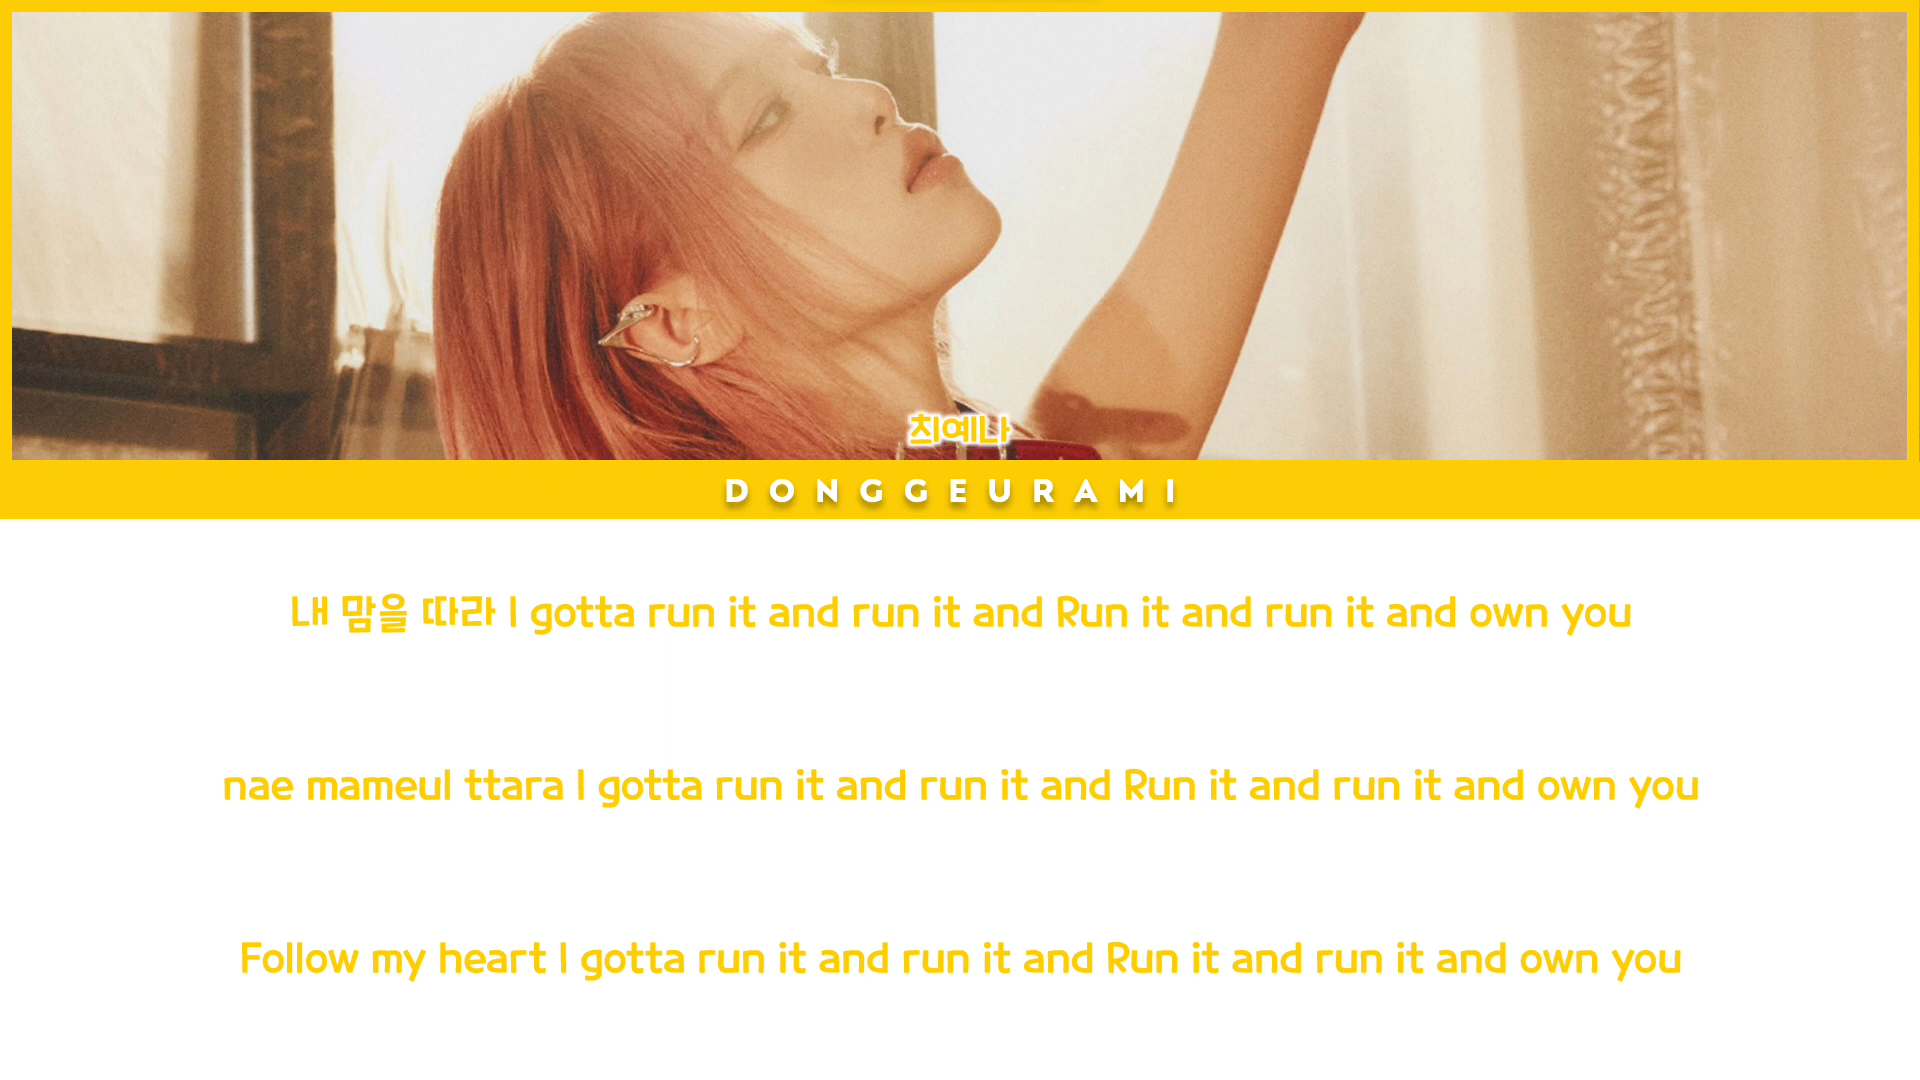 최예나
DONGGEURAMI
내 맘을 따라 I gotta run it and run it and Run it and run it and own you
nae mameul ttara I gotta run it and run it and Run it and run it and own you
Follow my heart I gotta run it and run it and Run it and run it and own you